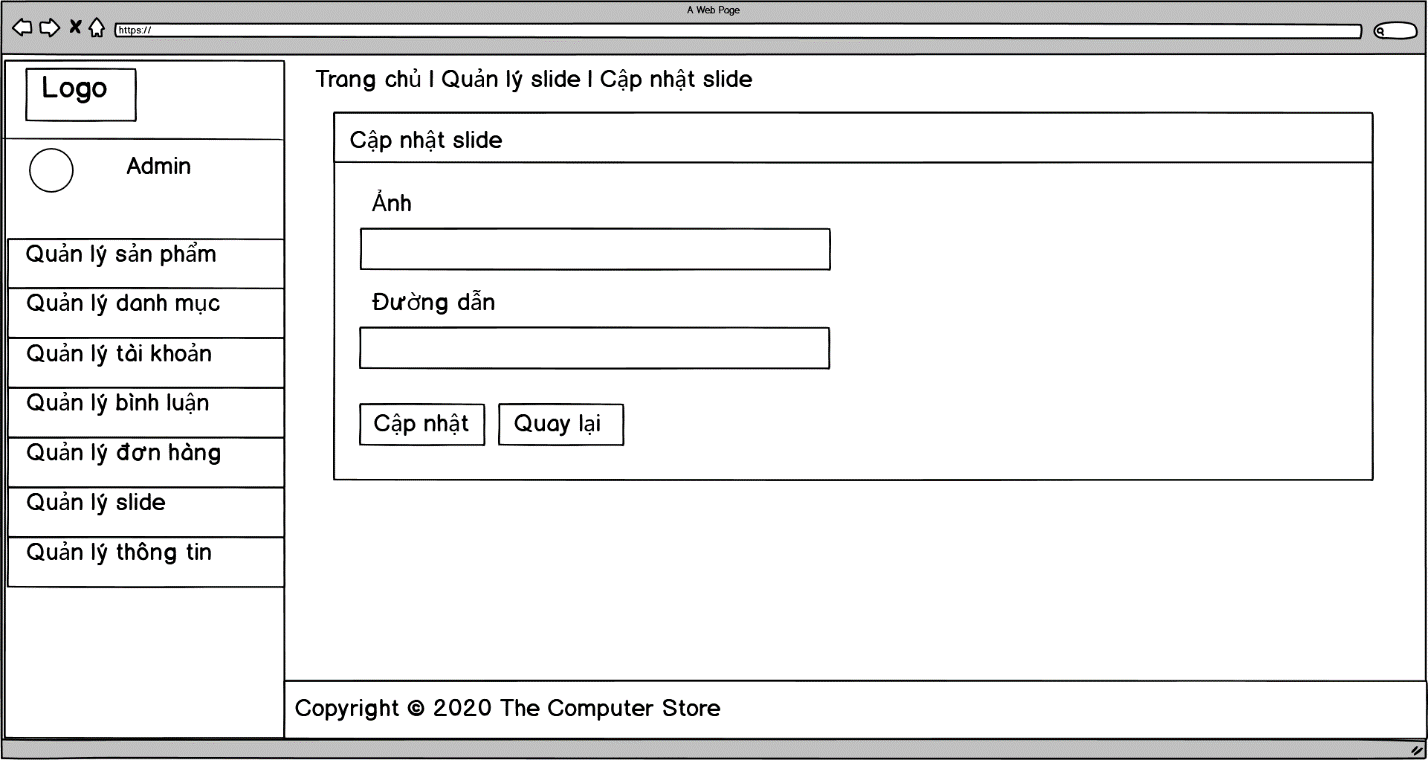 A Web Page
https://
Logo
Admin
Quản lý sản phẩm
Quản lý danh mục
Quản lý tài khoản
Quản lý bình luận
Quản lý đơn hàng
Quản lý slide
Quản lý thông tin
Trang chủ | Quản lý slide | Cập nhật slide
Cập nhật slide
Ảnh
Đường dẫn
Cập nhật Quay lại
Copyright © 2020 The Computer Store